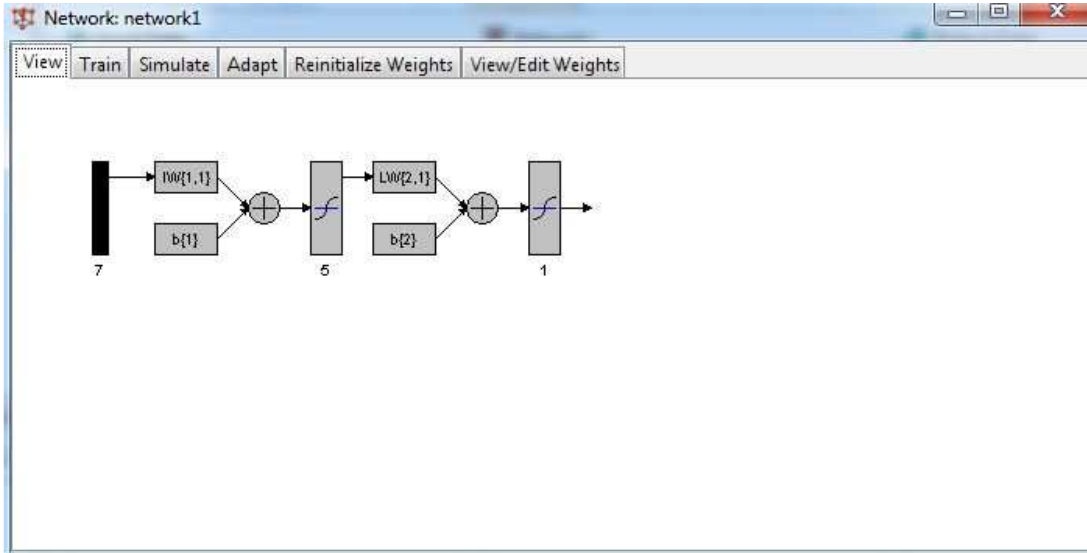 Network: network1
View Train Simulate Adapt Reinitialize Weights View/Edit Weights
IW{1,1} LW{2,1}
b{1} b{2}
7 5 1